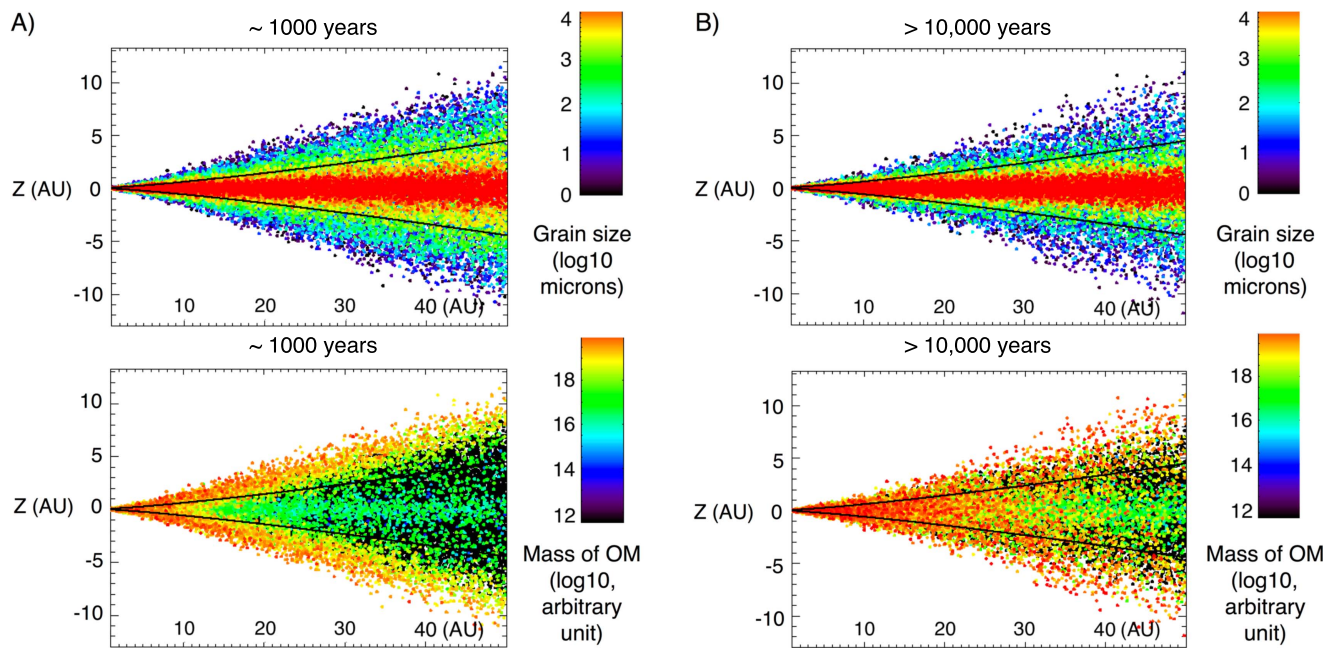 A)
~ 1000 years
10
5
0
-5
-10
Z (AU)
10 20 30 40 (AU)
4
3
2
1
0
Grain size
(log10
microns)
B)
> 10,000 years
10
5
0
-5
-10
Z (AU)
10 20 30 40 (AU)
4
3
2
1
0
Grain size
(log10
microns)
~ 1000 years
10
5
0
-5
-10
Z (AU)
10 20 30 40 (AU)
18
16
14
12
Mass of OM
(log10,
arbitrary
unit)
> 10,000 years
10
5
0
-5
-10
Z (AU)
10 20 30 40 (AU)
18
16
14
12
Mass of OM
(log10,
arbitrary
unit)